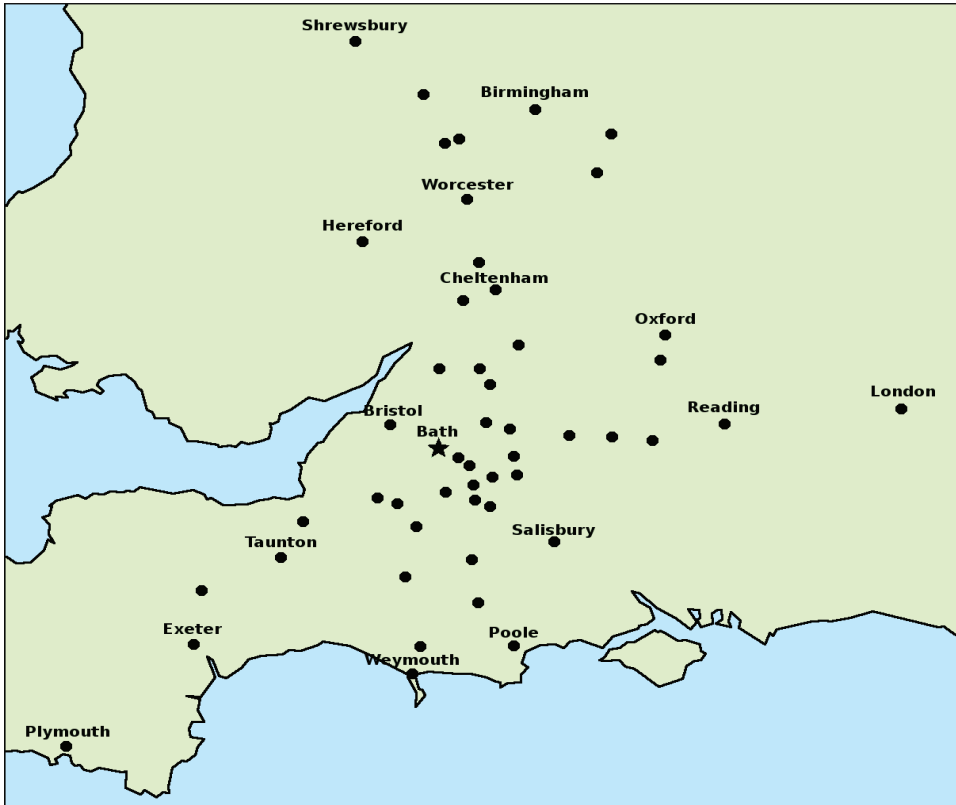 Shrewsbury
Birmingham
Worcester
Hereford
Cheltenham
Oxford
London
Reading
Bristol
Bath
Salisbury
Taunton
Exeter
Poole
Weymouth
Plymouth